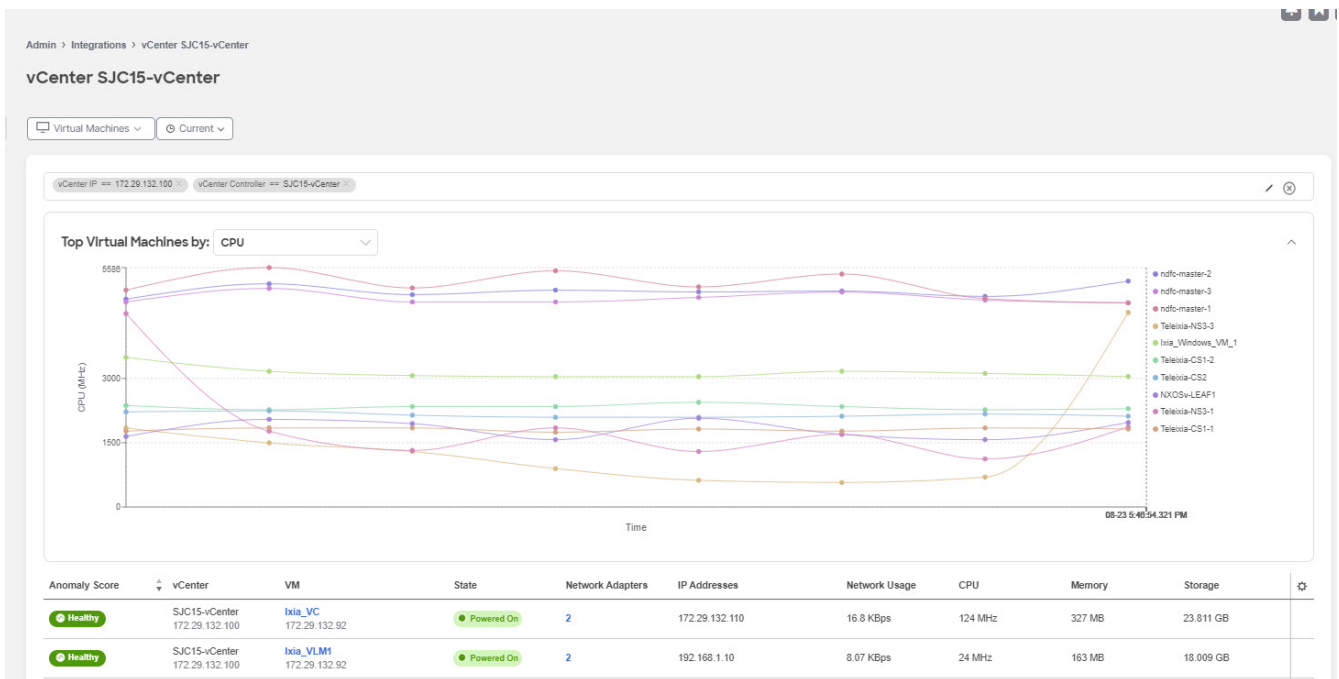 Admin > Integrations > vCenter SJC15-vCenter
vCenter SJC15-vCenter
Virtual Machines Current
vCenter IP == 172.29.132.100 vCenter Controller == SJC15-vCenter
Top Virtual Machines by: CPU
5586
3000
1500
0
CPU (MHz)
Time
08-23 5:46:54.321 PM
ndfc-master-2
ndfc-master-3
ndfc-master-1
Teleixia-NS3-3
Ixia_Windows_VM_1
Teleixia-CS1-2
Teleixia-CS2
NXOSv-LEAF1
Teleixia-NS3-1
Teleixia-CS1-1
Anomaly Score vCenter VM State Network Adapters IP Addresses Network Usage CPU Memory Storage
Healthy SJC15-vCenter Ixia_VC Powered On 2 172.29.132.110 16.8 KBps 124 MHz 327 MB 23.811 GB
172.29.132.100 172.29.132.92
Healthy SJC15-vCenter Ixia_VLM1 Powered On 2 192.168.1.10 8.07 KBps 24 MHz 163 MB 18.009 GB
172.29.132.100 172.29.132.92